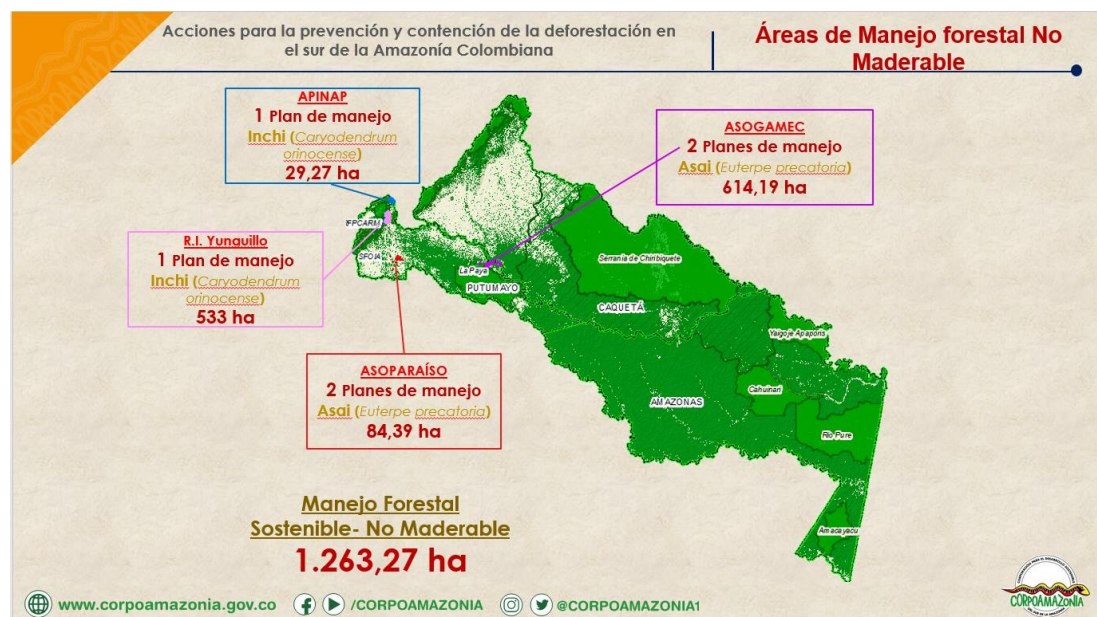 Acciones para la prevención y contención de la deforestación en
el sur de la Amazonía Colombiana
Áreas de Manejo forestal No
Maderable
APINAP
1 Plan de manejo
Inchi (Caryodendrum
orinocense)
29,27 ha
ASOGAMEC
2 Planes de manejo
Asai (Euterpe precatoria)
614,19 ha
R.I. Yunguillo
1 Plan de manejo
Inchi (Caryodendrum
orinocense)
533 ha
ASOPARAÍSO
2 Planes de manejo
Asai (Euterpe precatoria)
84,39 ha
SFOIA
La Paya
PUTUMAYO
Serrania de Chiribiquete
CAQUETÁ
Yaigoje Apaporis
Cahuinari
AMAZONAS
Rio Pure
Amacayacu
Manejo Forestal
Sostenible- No Maderable
1.263,27 ha
www.corpoamazonia.gov.co
/CORPOAMAZONIA
@CORPOAMAZONIA1
CORPOAMAZONIA